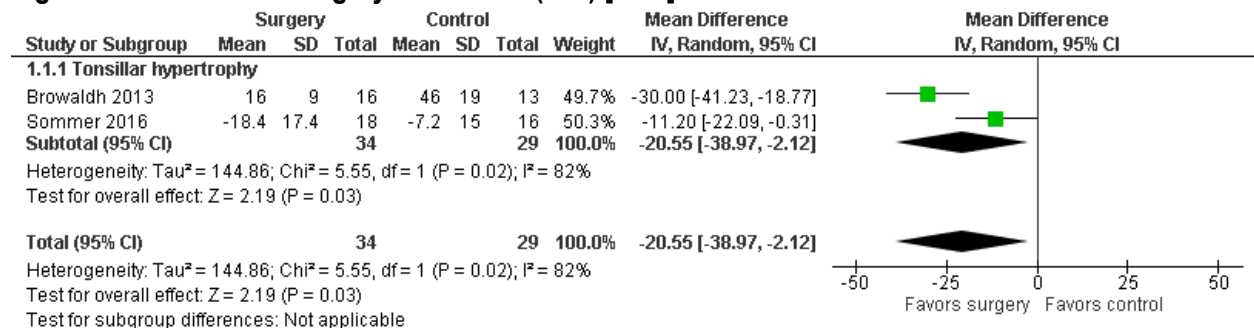 Surgery Control Mean Difference Mean Difference
Study or Subgroup Mean SD Total Mean SD Total Weight IV, Random, 95% CI IV, Random, 95% CI
1.1.1 Tonsillar hypertrophy
Browaldh 2013 16 9 16 46 19 13 49.7% -30.00 [-41.23, -18.77]
Sommer 2016 -18.4 17.4 18 -7.2 15 16 50.3% -11.20 [-22.09, -0.31]
Subtotal (95% CI) 34 29 100.0% -20.55 [-38.97, -2.12]
Heterogeneity: Tau² = 144.86; Chi² = 5.55, df = 1 (P = 0.02); I² = 82%
Test for overall effect: Z = 2.19 (P = 0.03)
Total (95% CI) 34 29 100.0% -20.55 [-38.97, -2.12]
Heterogeneity: Tau² = 144.86; Chi² = 5.55, df = 1 (P = 0.02); I² = 82%
Test for overall effect: Z = 2.19 (P = 0.03)
Test for subgroup differences: Not applicable
-50 -25 0 25 50
Favors surgery Favors control